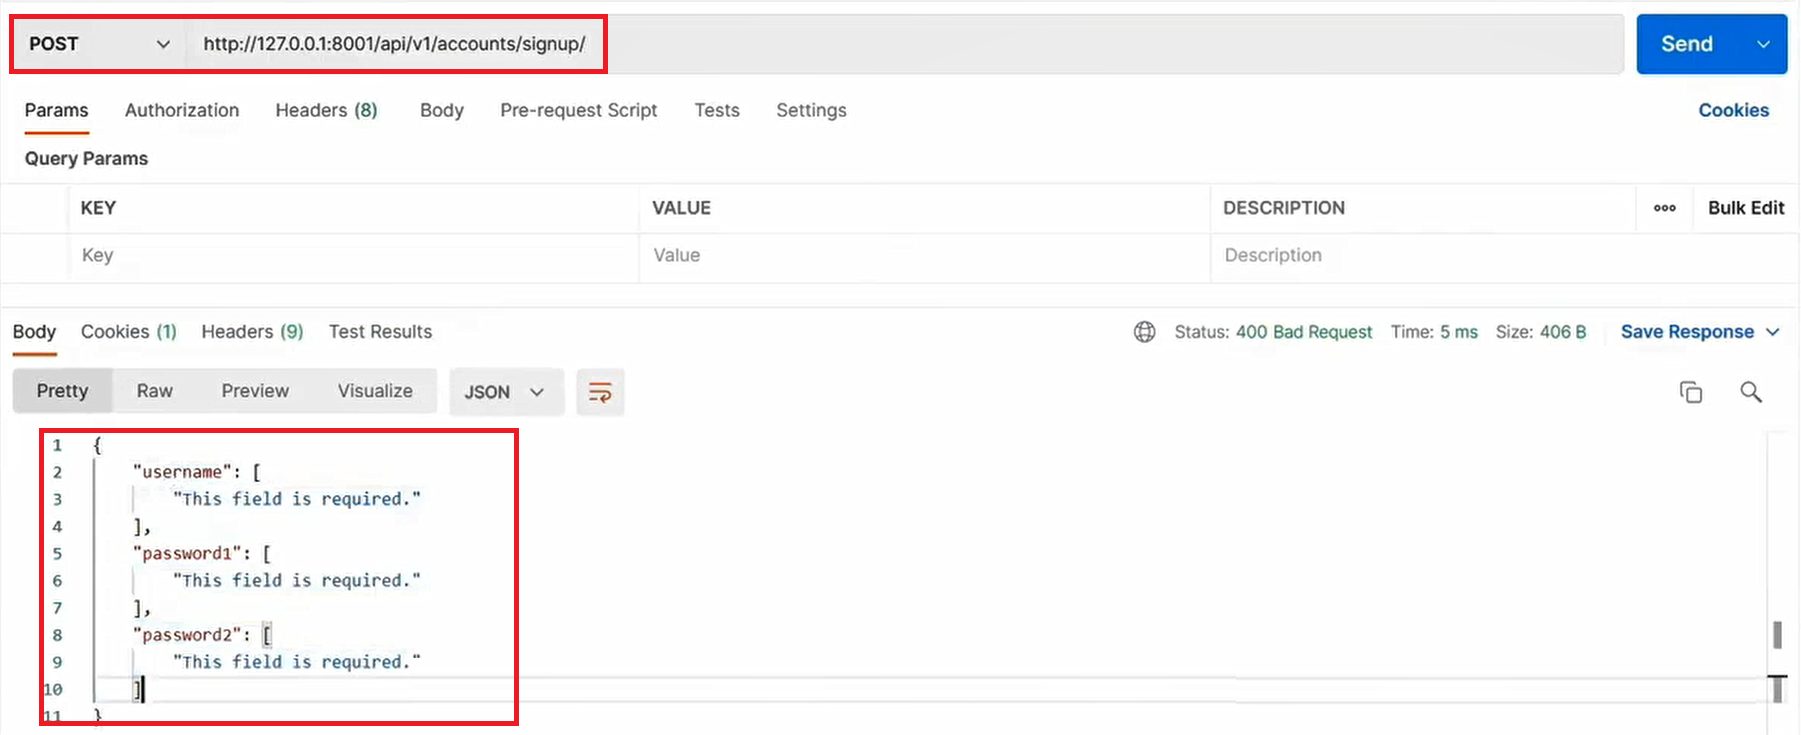 POST http://127.0.0.1:8001/api/v1/accounts/signup/ Send
Params Authorization Headers (8) Body Pre-request Script Tests Settings Cookies
Query Params
KEY VALUE DESCRIPTION ooo Bulk Edit
Key Value Description
Body Cookies (1) Headers (9) Test Results Status: 400 Bad Request Time: 5 ms Size: 406 B Save Response
Pretty Raw Preview Visualize JSON
1 {
2 "username": [
3 "This field is required."
4 ],
5 "password1": [
6 "This field is required."
7 ],
8 "password2": [
9 "This field is required."
10 ]
11 }